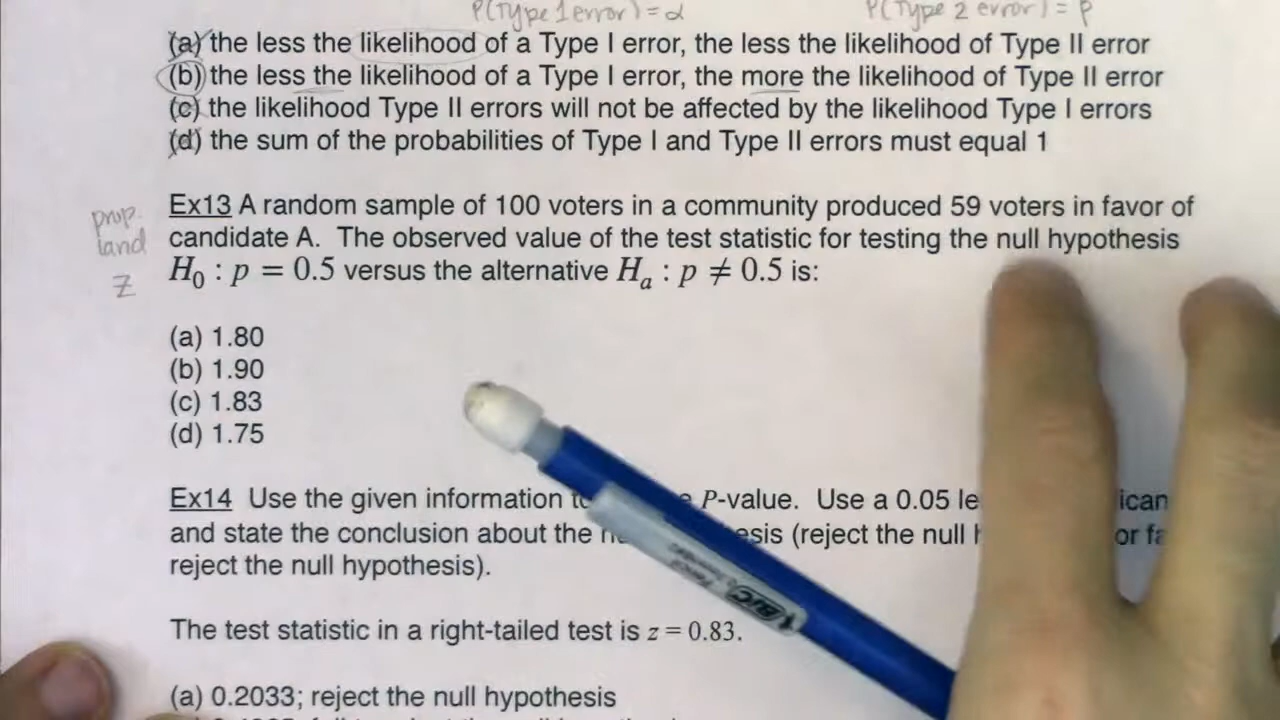 P(Type 1 error) = α P(Type 2 error) = β
(a) the less the likelihood of a Type I error, the less the likelihood of Type II error
(b) the less the likelihood of a Type I error, the more the likelihood of Type II error
(c) the likelihood Type II errors will not be affected by the likelihood Type I errors
(d) the sum of the probabilities of Type I and Type II errors must equal 1
prop. land Z
Ex13 A random sample of 100 voters in a community produced 59 voters in favor of
candidate A. The observed value of the test statistic for testing the null hypothesis
H₀ : p = 0.5 versus the alternative Hₐ : p ≠ 0.5 is:
(a) 1.80
(b) 1.90
(c) 1.83
(d) 1.75
Ex14 Use the given information P-value. Use a 0.05
and state the conclusion about the (reject the null or
reject the null hypothesis).
The test statistic in a right-tailed test is z = 0.83.
BIC
(a) 0.2033; reject the null hypothesis